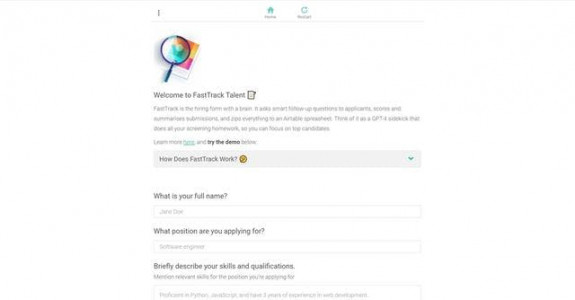 Home
Restart
Welcome to FastTrack Talent
FastTrack is the hiring form with a brain. It asks smart follow-up questions to applicants, scores and
summarises submissions, and zips everything to an Airtable spreadsheet. Think of it as a GPT-4 sidekick that
does all your screening homework, so you can focus on top candidates.
Learn more here, and try the demo below:
How Does FastTrack Work?
What is your full name?
Jane Doe
What position are you applying for?
Software engineer
Briefly describe your skills and qualifications.
Mention relevant skills for the position you're applying for
Proficient in Python, JavaScript, and have 5 years of experience in web development.